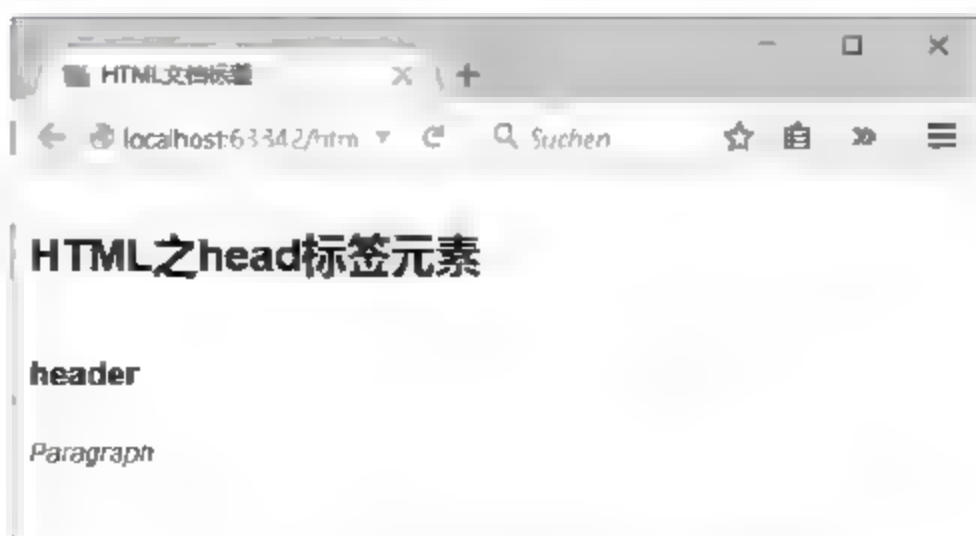 HTML文档标签
localhost:63342/htm
Suchen
HTML之head标签元素
header
Paragraph